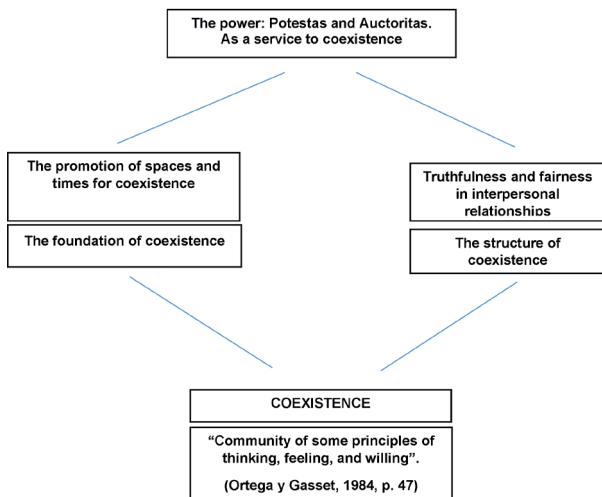 The power: Potestas and Auctoritas.
As a service to coexistence
The promotion of spaces and
times for coexistence
The foundation of coexistence
Truthfulness and fairness
in interpersonal
relationships
The structure of
coexistence
COEXISTENCE
“Community of some principles of
thinking, feeling, and willing”.
(Ortega y Gasset, 1984, p. 47)